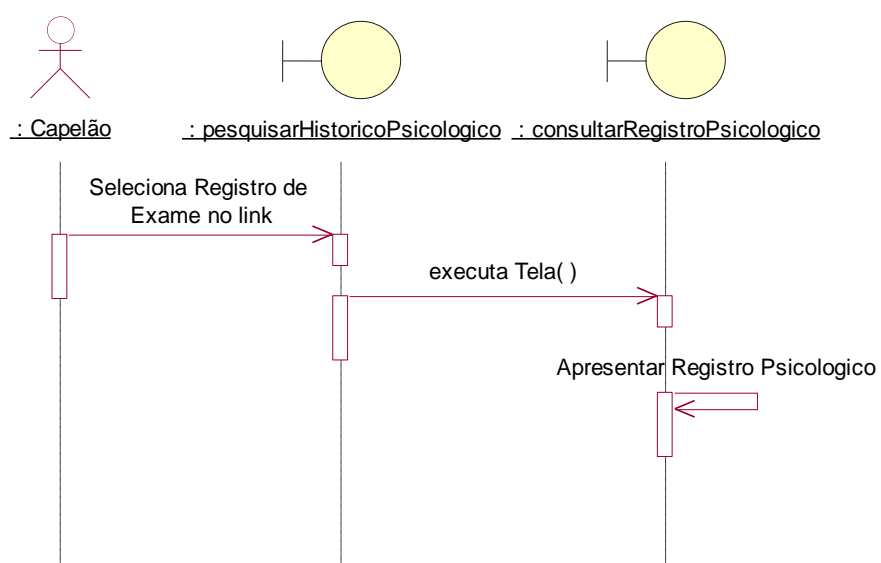 : Capelão
: pesquisarHistoricoPsicologico
: consultarRegistroPsicologico
Seleciona Registro de
Exame no link
executa Tela( )
Apresentar Registro Psicologico